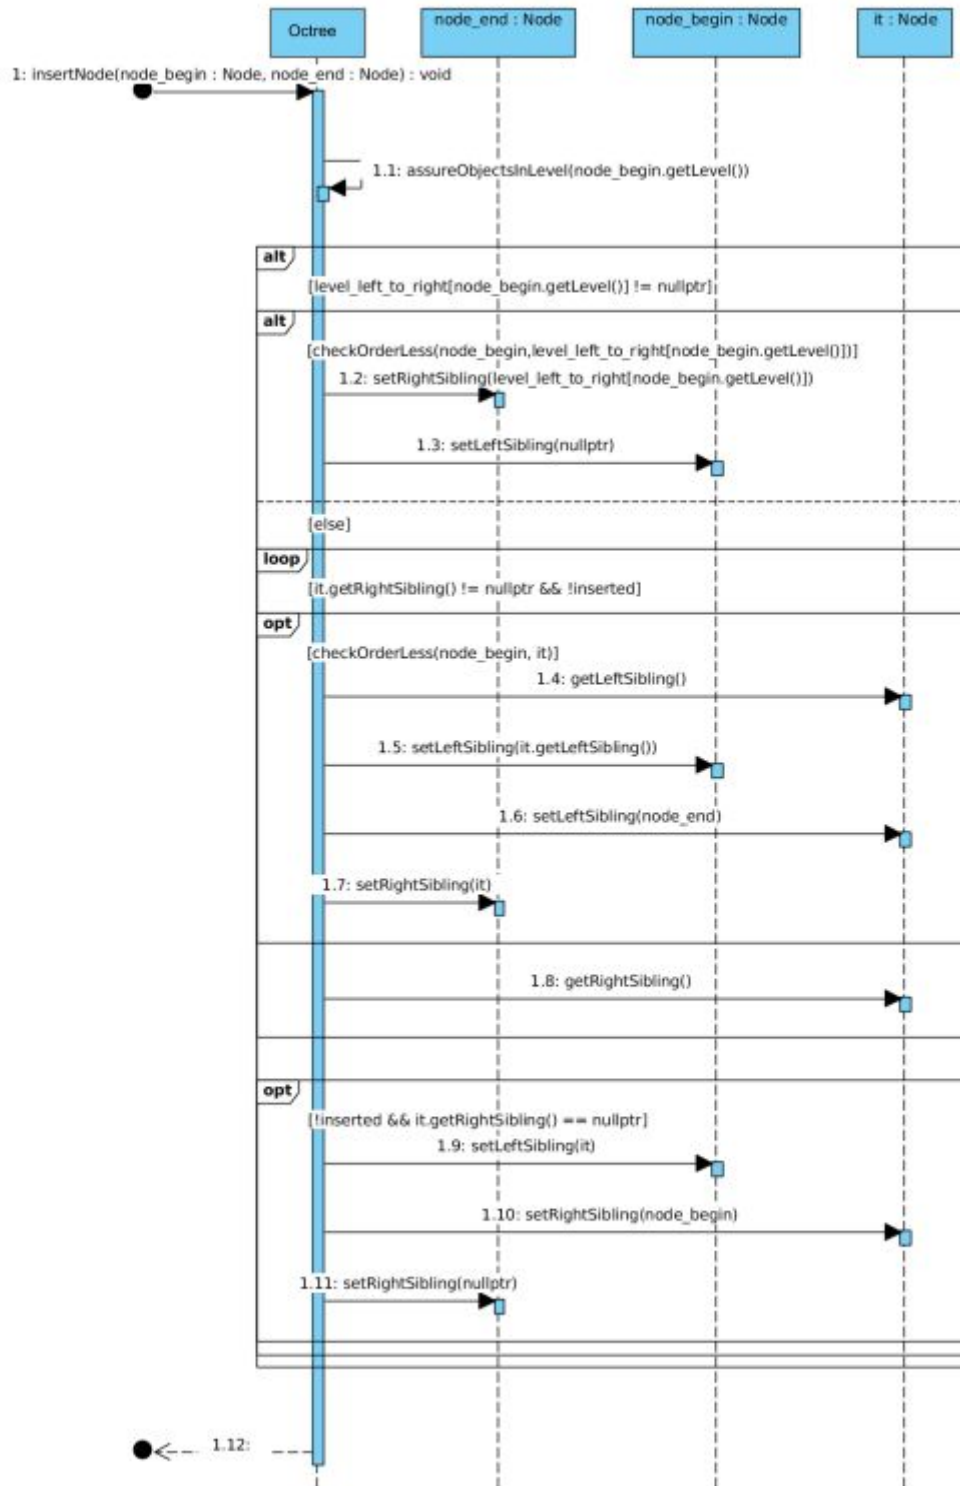 Octree
node_end : Node
node_begin : Node
it : Node
1: insertNode(node_begin : Node, node_end : Node) : void
1.1: assureObjectsInLevel(node_begin.getLevel())
alt
[level_left_to_right[node_begin.getLevel()] != nullptr]
alt
[checkOrderLess(node_begin,level_left_to_right[node_begin.getLevel()])]
1.2: setRightSibling(level_left_to_right[node_begin.getLevel()])
1.3: setLeftSibling(nullptr)
[else]
loop
[it.getRightSibling() != nullptr && !inserted]
opt
[checkOrderLess(node_begin, it)]
1.4: getLeftSibling()
1.5: setLeftSibling(it.getLeftSibling())
1.6: setLeftSibling(node_end)
1.7: setRightSibling(it)
1.8: getRightSibling()
opt
[!inserted && it.getRightSibling() == nullptr]
1.9: setLeftSibling(it)
1.10: setRightSibling(node_begin)
1.11: setRightSibling(nullptr)
1.12: